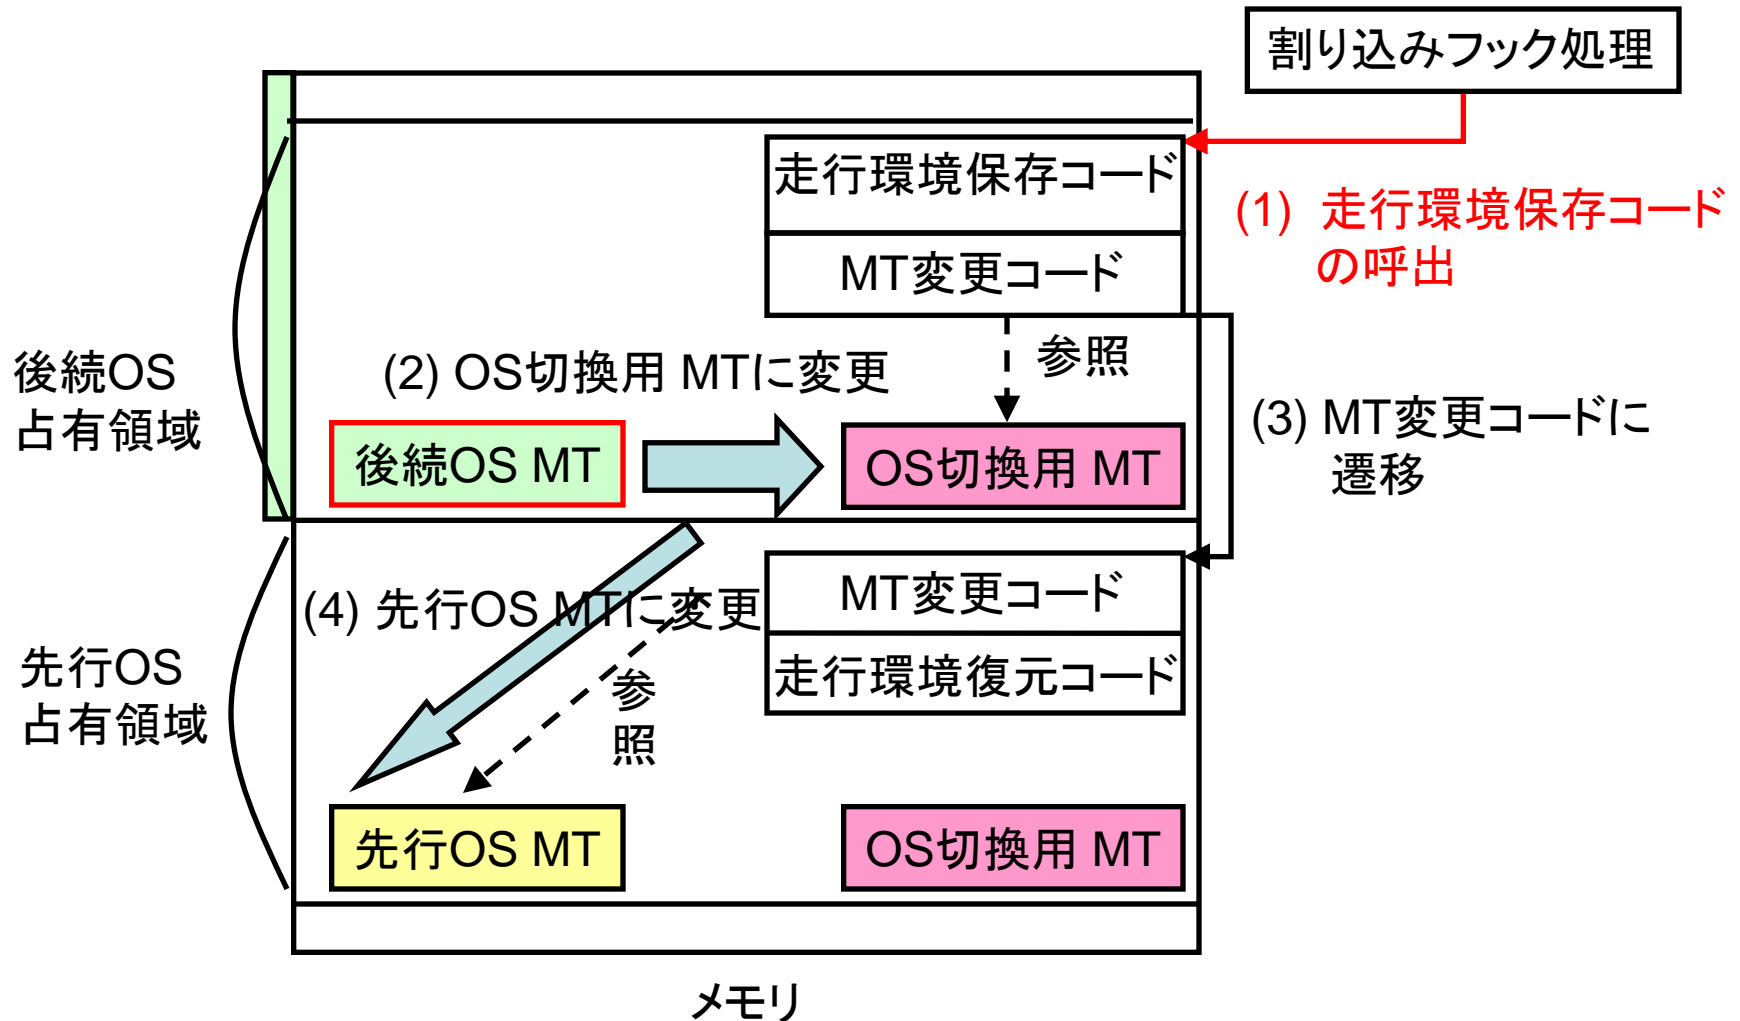 割り込みフック処理
走行環境保存コード
(1) 走行環境保存コード
の呼出
MT変更コード
参照
(2) OS切換用 MTに変更
後続OS
占有領域
(3) MT変更コードに
遷移
後続OS MT
OS切換用 MT
MT変更コード
(4) 先行OS MTに変更
走行環境復元コード
参
照
先行OS
占有領域
先行OS MT
OS切換用 MT
メモリ